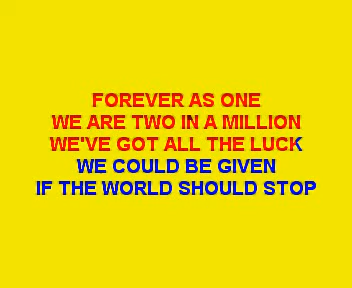 FOREVER AS ONE
WE ARE TWO IN A MILLION
WE'VE GOT ALL THE LUCK
WE COULD BE GIVEN
IF THE WORLD SHOULD STOP